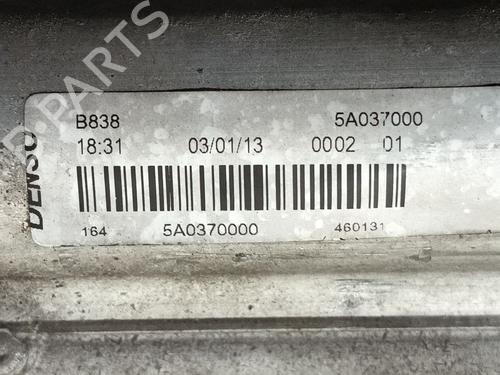 DENSO
B838 5A037000
18:31 03/01/13 0002 01
164 5A0370000 460131
B-PARTS